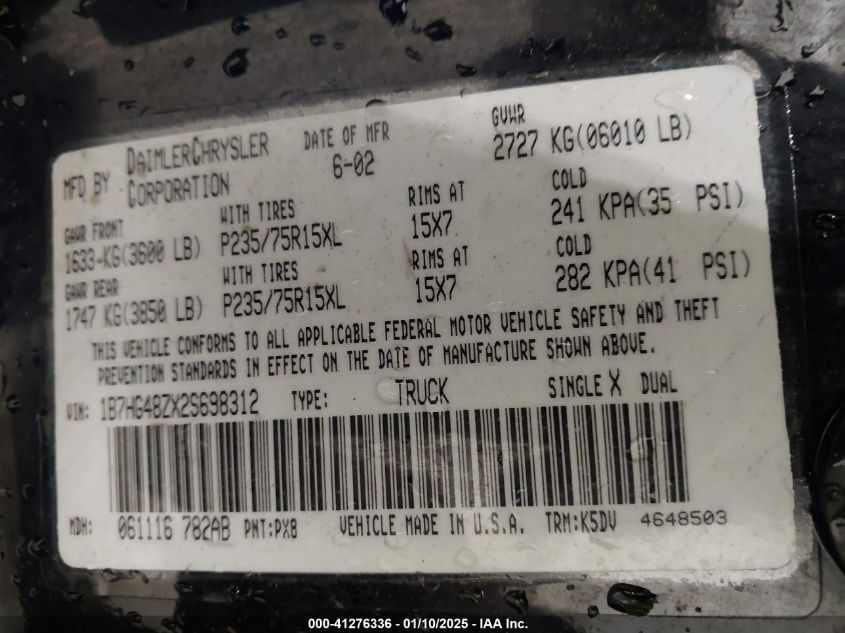 MFD BY DAIMLERCHRYSLER CORPORATION DATE OF MFR 6-02 GVWR 2727 KG(06010 LB)
GAWR FRONT WITH TIRES RIMS AT COLD
1633-KG(3600 LB) P235/75R15XL 15X7 241 KPA(35 PSI)
GAWR REAR WITH TIRES RIMS AT COLD
1747 KG(3850 LB) P235/75R15XL 15X7 282 KPA(41 PSI)
THIS VEHICLE CONFORMS TO ALL APPLICABLE FEDERAL MOTOR VEHICLE SAFETY AND THEFT
PREVENTION STANDARDS IN EFFECT ON THE DATE OF MANUFACTURE SHOWN ABOVE.
VIN: 1B7HG48ZX2S698312 TYPE: TRUCK SINGLE X DUAL
MDH: 061116 782AB PNT:PX8 VEHICLE MADE IN U.S.A. TRM:K5DV 4648503
000-41276336 - 01/10/2025 - IAA Inc.